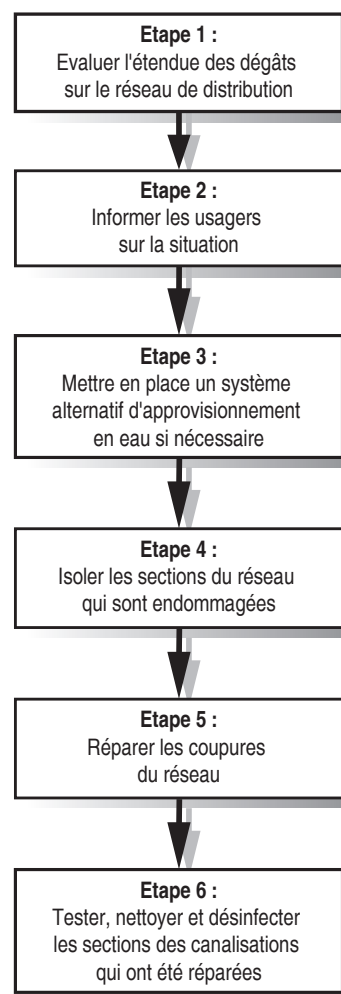 Etape 1 :
Evaluer l'étendue des dégâts
sur le réseau de distribution
Etape 2 :
Informer les usagers
sur la situation
Etape 3 :
Mettre en place un système
alternatif d'approvisionnement
en eau si nécessaire
Etape 4 :
Isoler les sections du réseau
qui sont endommagées
Etape 5 :
Réparer les coupures
du réseau
Etape 6 :
Tester, nettoyer et désinfecter
les sections des canalisations
qui ont été réparées